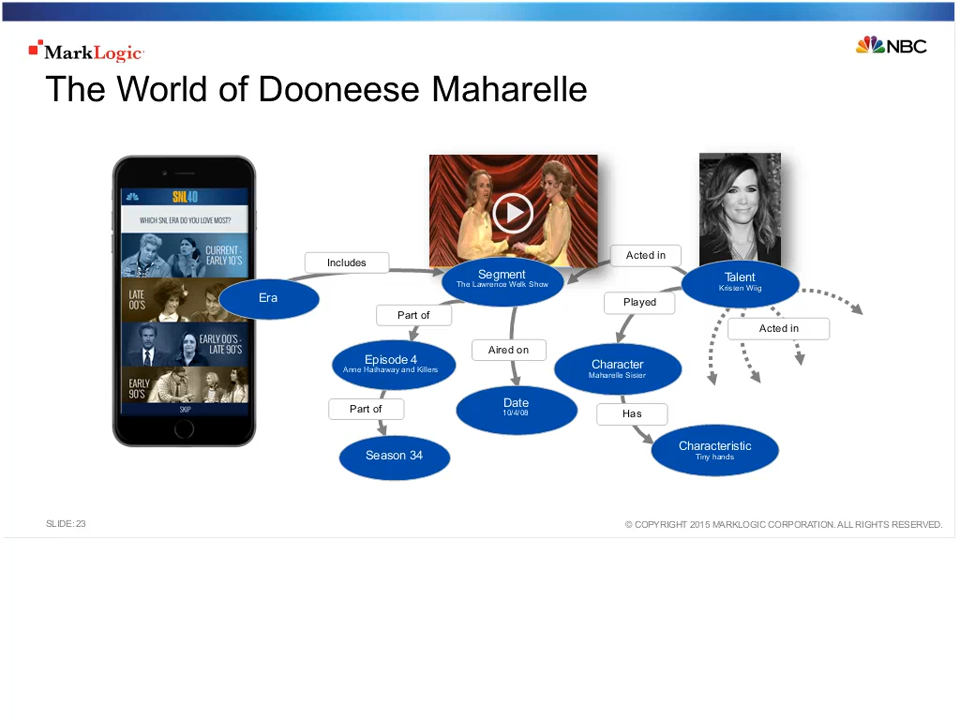 MarkLogic
NBC
The World of Dooneese Maharelle
SNL40
WHICH SNL ERA DO YOU LOVE MOST?
CURRENT -
EARLY 10'S
LATE
00'S
EARLY 00'S -
LATE 90'S
EARLY
90'S
SKIP
Era
Includes
Segment
The Lawrence Welk Show
Acted in
Talent
Kristen Wiig
Part of
Played
Acted in
Aired on
Episode 4
Anne Hathaway and Killers
Character
Maharelle Sister
Part of
Date
10/4/08
Has
Season 34
Characteristic
Tiny hands
SLIDE: 23
© COPYRIGHT 2015 MARKLOGIC CORPORATION. ALL RIGHTS RESERVED.